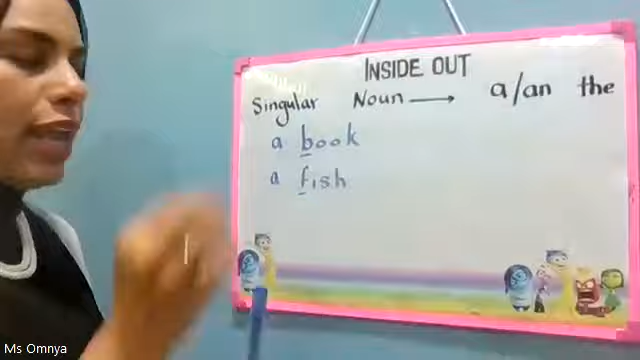 INSIDE OUT
Singular Noun → a/an the
a book
a fish
Ms Omnya